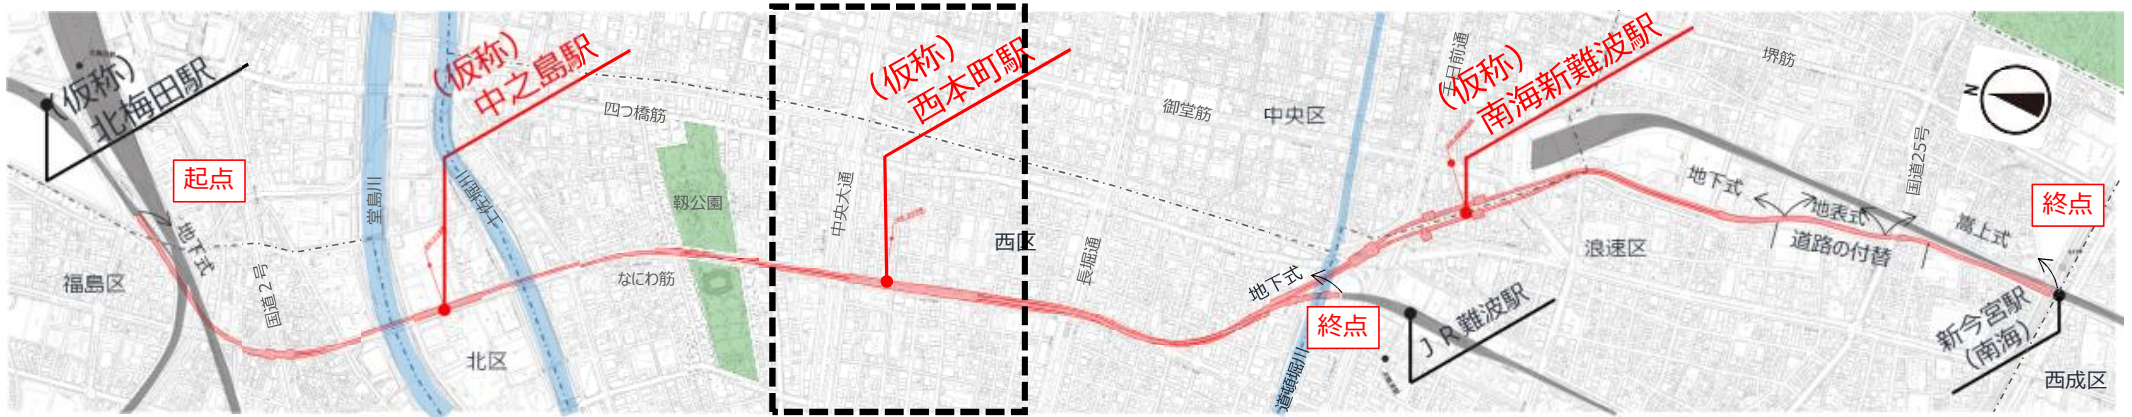 (仮称)
北梅田駅
起点
地下式
福島区
国道2号
堂島川
(仮称)
中之島駅
土佐堀川
北区
四つ橋筋
靱公園
なにわ筋
中央大通
(仮称)
西本町駅
西区
長堀通
御堂筋
中央区
千日前通
(仮称)
南海新難波駅
堺筋
N
地下式
終点
道頓堀川
JR難波駅
浪速区
地下式
地表式
嵩上式
道路の付替
国道25号
終点
新今宮駅
(南海)
西成区